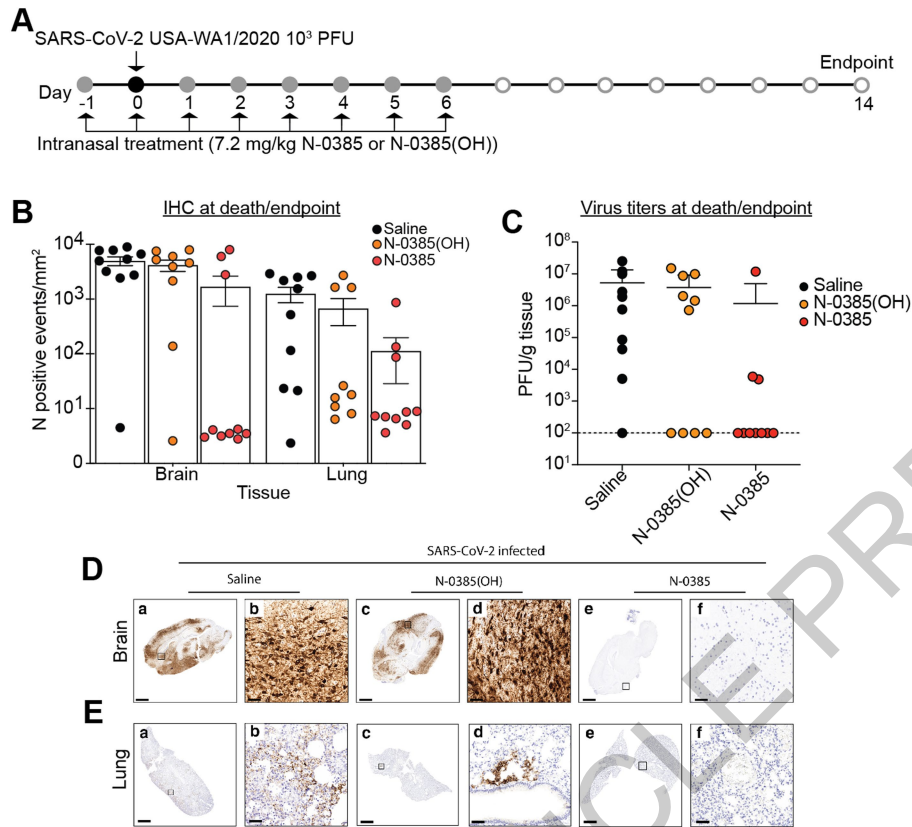 A
SARS-CoV-2 USA-WA1/2020 10³ PFU
Endpoint
Day
-1 0 1 2 3 4 5 6 14
Intranasal treatment (7.2 mg/kg N-0385 or N-0385(OH))
B
IHC at death/endpoint
Saline
N-0385(OH)
N-0385
N positive events/mm²
10⁴
10³
10²
10¹
0
Brain Lung
Tissue
C
Virus titers at death/endpoint
Saline
N-0385(OH)
N-0385
PFU/g tissue
10⁸
10⁷
10⁶
10⁵
10⁴
10³
10²
10¹
Saline N-0385(OH) N-0385
SARS-CoV-2 infected
D
Saline N-0385(OH) N-0385
Brain
a b c d e f
E
Lung
a b c d e f
CLE PRE